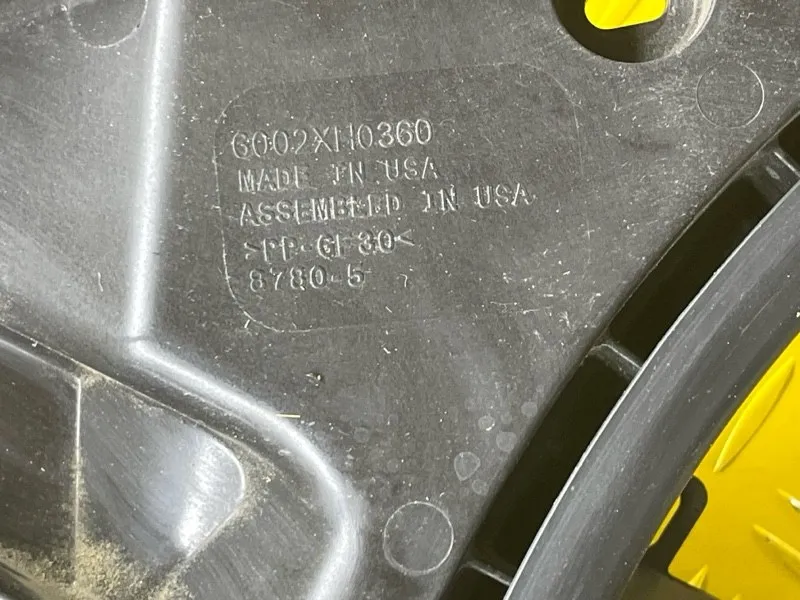 6002XH0360
MADE IN USA
ASSEMBLED IN USA
>PP-GF30<
8780-5